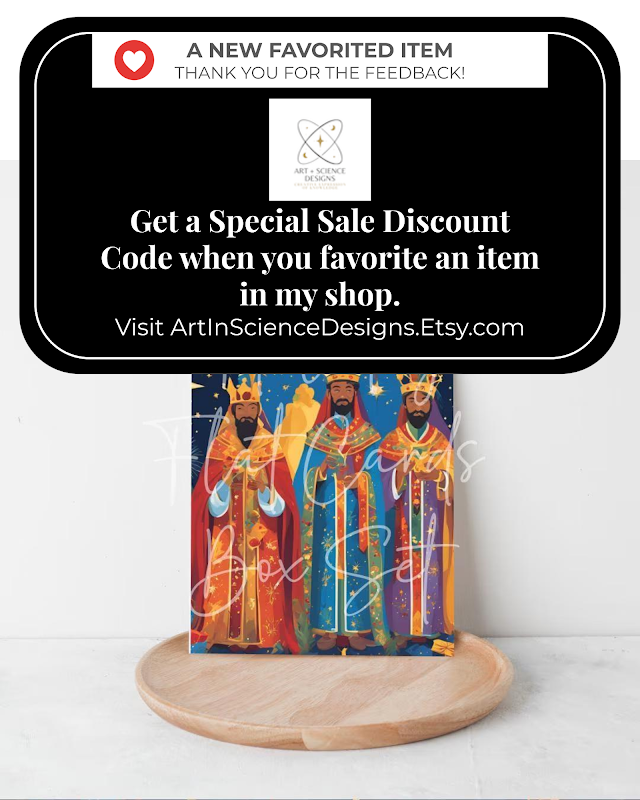 A NEW FAVORITED ITEM
THANK YOU FOR THE FEEDBACK!
ART + SCIENCE
DESIGNS
Get a Special Sale Discount
Code when you favorite an item
in my shop.
Visit ArtInScienceDesigns.Etsy.com
Flat Cards
Box Set